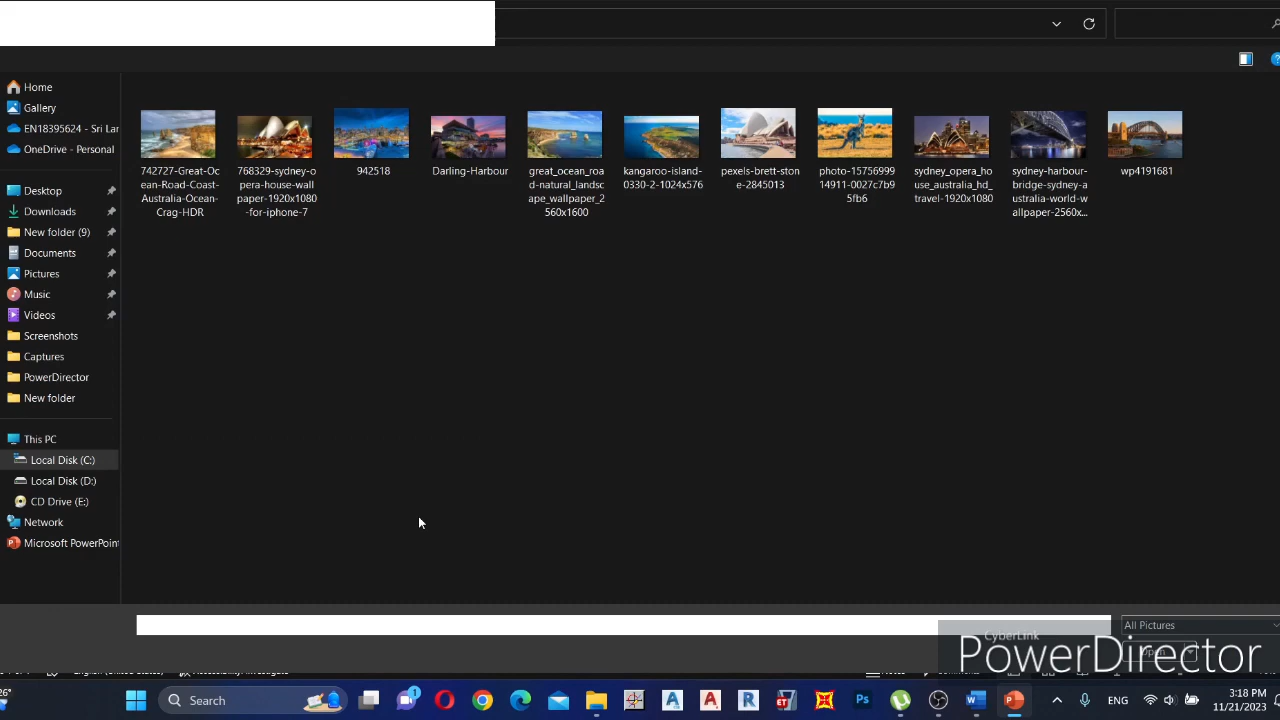 Home
Gallery
EN18395624 - Sri Lar
OneDrive - Personal
Desktop
Downloads
New folder (9)
Documents
Pictures
Music
Videos
Screenshots
Captures
PowerDirector
New folder
This PC
Local Disk (C:)
Local Disk (D:)
CD Drive (E:)
Network
Microsoft PowerPoint
742727-Great-Oc
ean-Road-Coast-
Australia-Ocean-
Crag-HDR
768329-sydney-o
pera-house-wall
paper-1920x1080
-for-iphone-7
942518
Darling-Harbour
great_ocean_roa
d-natural_landsc
ape_wallpaper_2
560x1600
kangaroo-island-
0330-2-1024x576
pexels-brett-ston
e-2845013
photo-15756999
14911-0027c7b9
5fb6
sydney_opera_ho
use_australia_hd_
travel-1920x1080
sydney-harbour-
bridge-sydney-a
ustralia-world-w
allpaper-2560x...
wp4191681
All Pictures
Open
CyberLink
PowerDirector
26°
Search
1
ENG
3:18 PM
11/21/2023